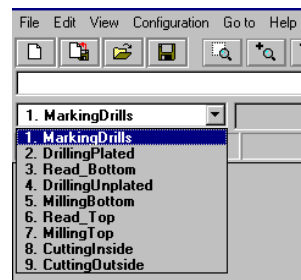 File Edit View Configuration Go to Help
1. MarkingDrills
1. MarkingDrills
2. DrillingPlated
3. Read_Bottom
4. DrillingUnplated
5. MillingBottom
6. Read_Top
7. MillingTop
8. CuttingInside
9. CuttingOutside